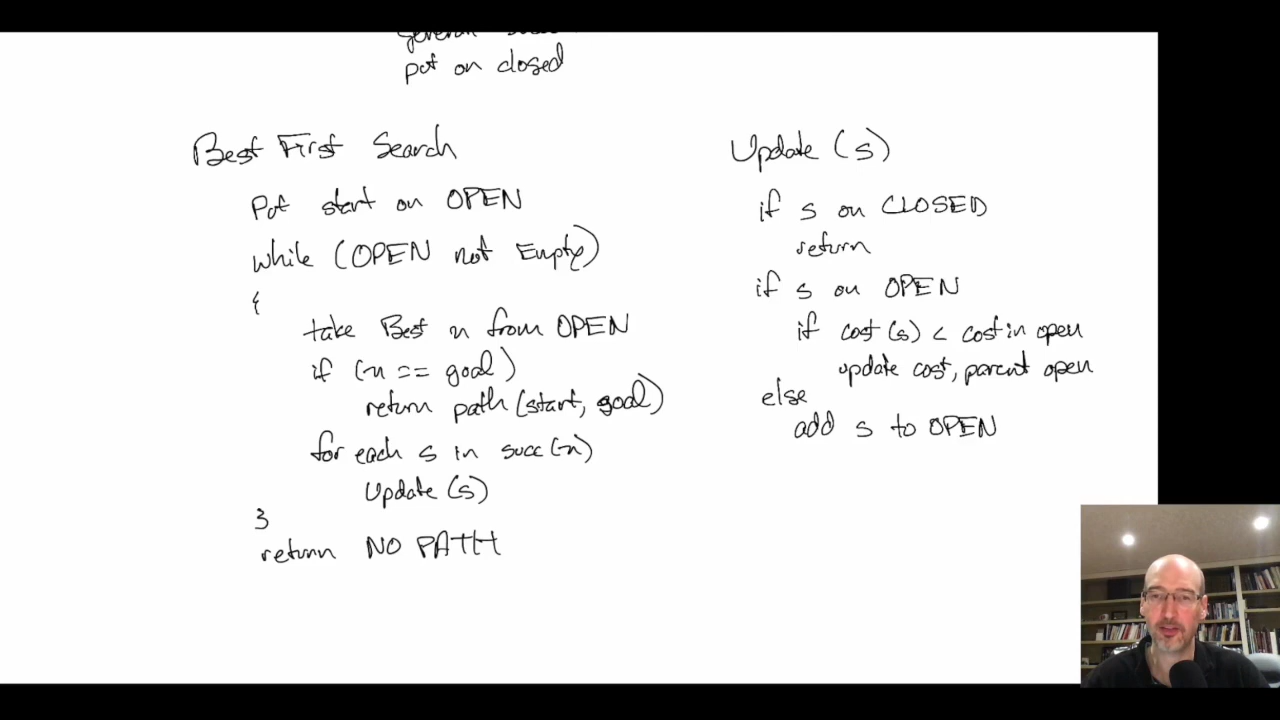 put on closed
Best First Search
Put start on OPEN
while (OPEN not Empty)
{
take Best n from OPEN
if (n == goal)
return path (start, goal)
for each s in succ(n)
Update (s)
}
return NO PATH
Update (s)
if s on CLOSED
return
if s on OPEN
if cost (s) < cost in open
update cost, parent open
else
add s to OPEN